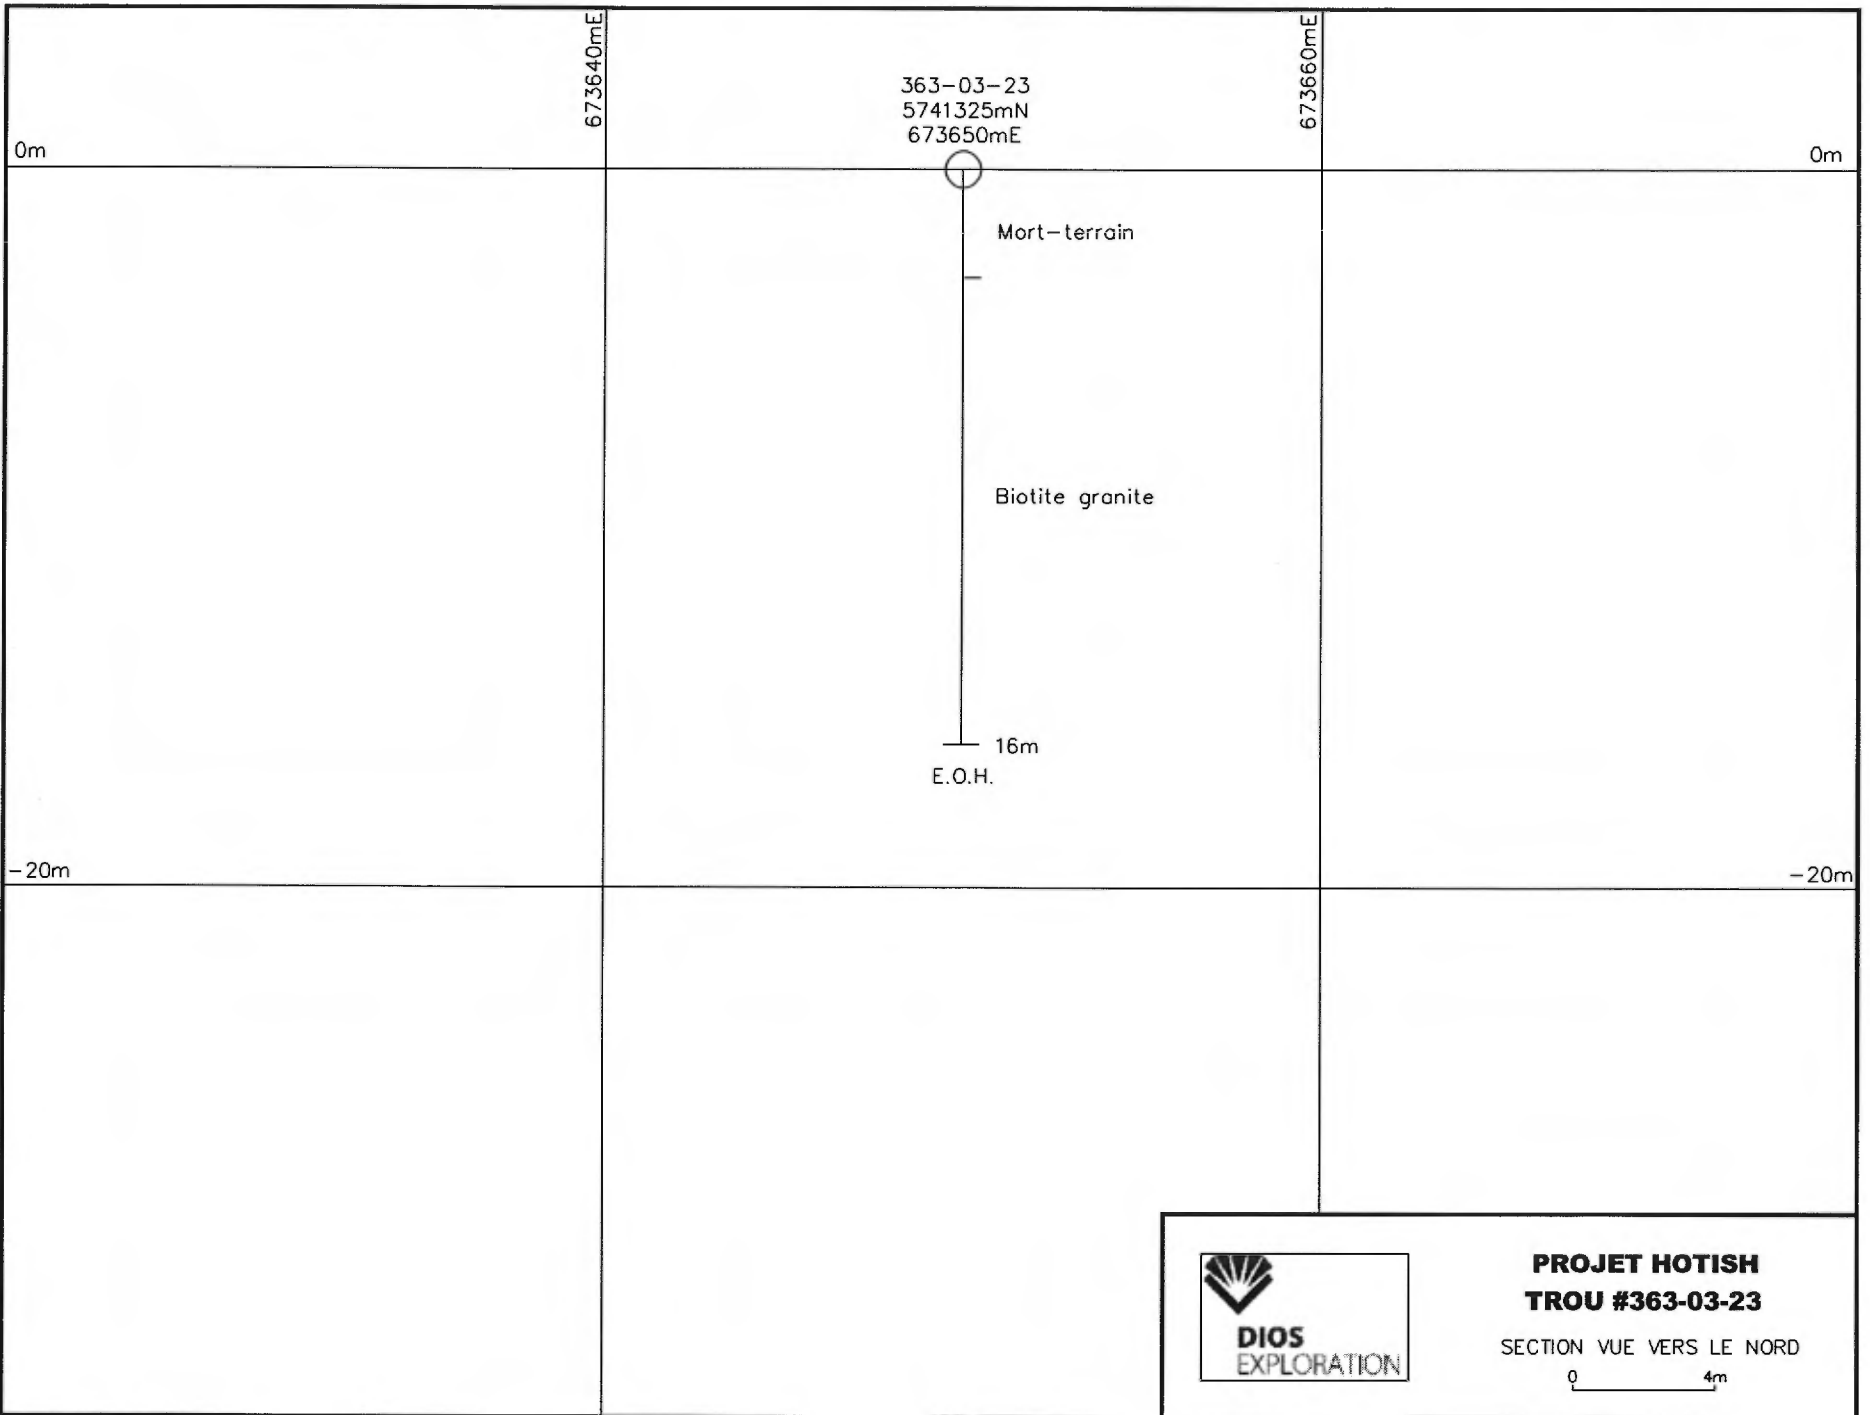 673640mE
673660mE
363-03-23
5741325mN
673650mE
0m
0m
Mort-terrain
Biotite granite
16m
E.O.H.
-20m
-20m
DIOS
EXPLORATION
PROJET HOTISH
TROU #363-03-23
SECTION VUE VERS LE NORD
0 4m